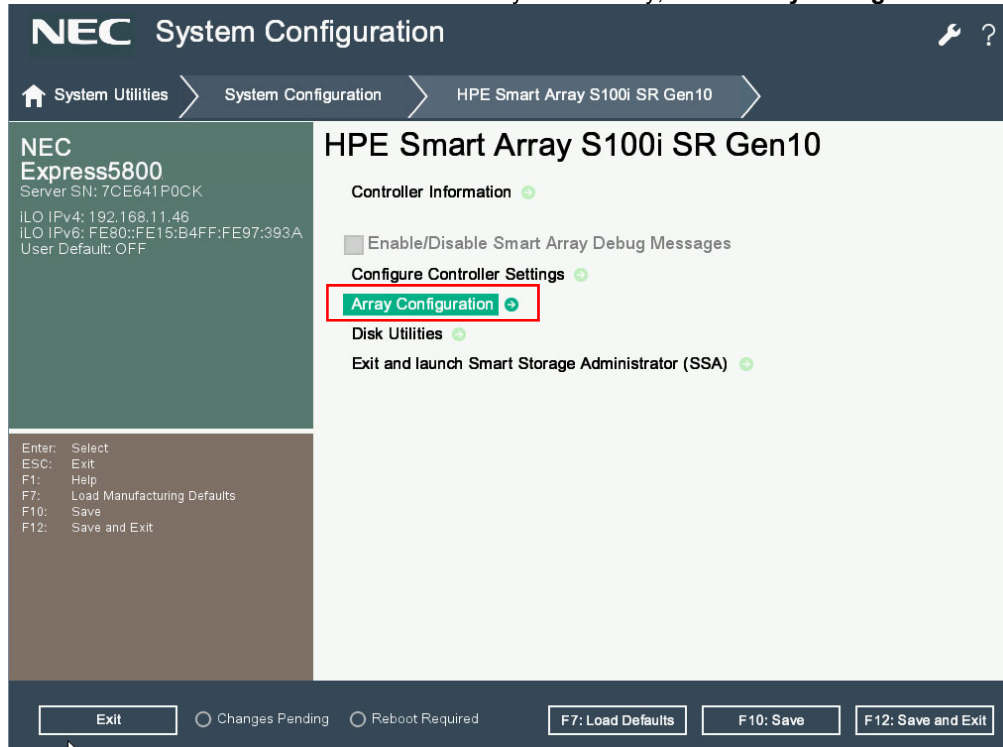 NEC System Configuration ?
System Utilities System Configuration HPE Smart Array S100i SR Gen10
NEC
Express5800
Server SN: 7CE641P0CK
iLO IPv4: 192.168.11.46
iLO IPv6: FE80::FE15:B4FF:FE97:393A
User Default: OFF
HPE Smart Array S100i SR Gen10
Controller Information
Enable/Disable Smart Array Debug Messages
Configure Controller Settings
Array Configuration
Disk Utilities
Exit and launch Smart Storage Administrator (SSA)
Enter: Select
ESC: Exit
F1: Help
F7: Load Manufacturing Defaults
F10: Save
F12: Save and Exit
Exit Changes Pending Reboot Required F7: Load Defaults F10: Save F12: Save and Exit